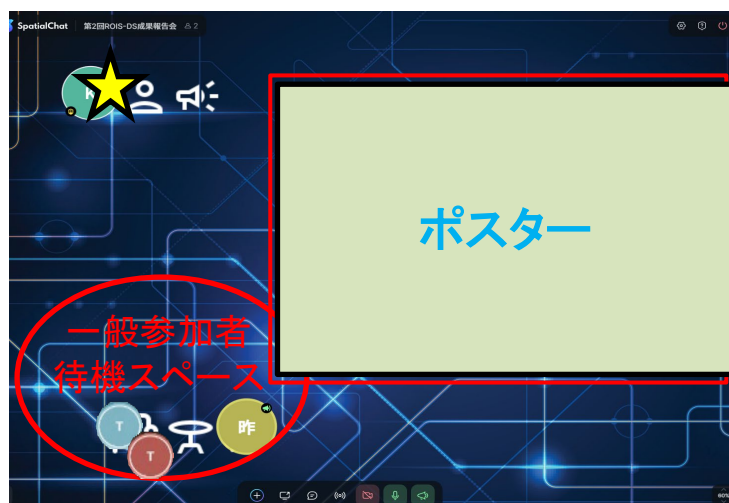 SpatialChat 第2回ROIS-DS成果報告会 2
K
ポスター
一般参加者
待機スペース
T
昨
T
60%